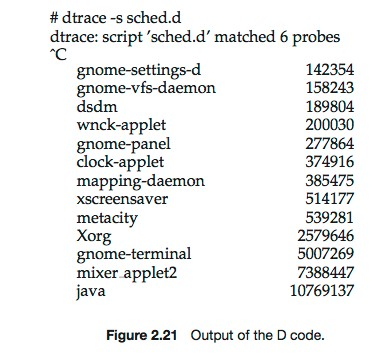 # dtrace -s sched.d
dtrace: script ’sched.d’ matched 6 probes
^C
gnome-settings-d 142354
gnome-vfs-daemon 158243
dsdm 189804
wnck-applet 200030
gnome-panel 277864
clock-applet 374916
mapping-daemon 385475
xscreensaver 514177
metacity 539281
Xorg 2579646
gnome-terminal 5007269
mixer_applet2 7388447
java 10769137
Figure 2.21 Output of the D code.